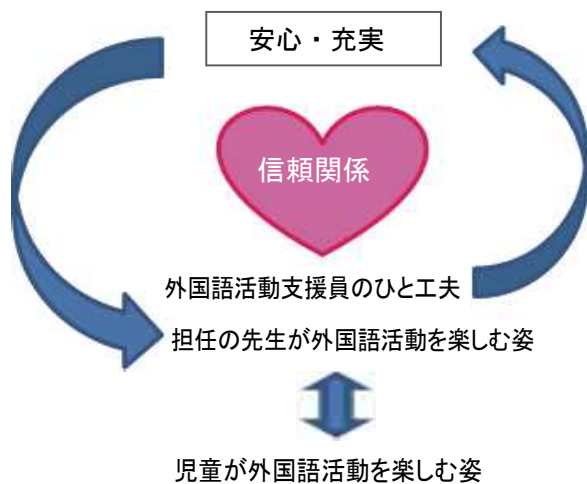 安心・充実
信頼関係
外国語活動支援員のひと工夫
担任の先生が外国語活動を楽しむ姿
児童が外国語活動を楽しむ姿